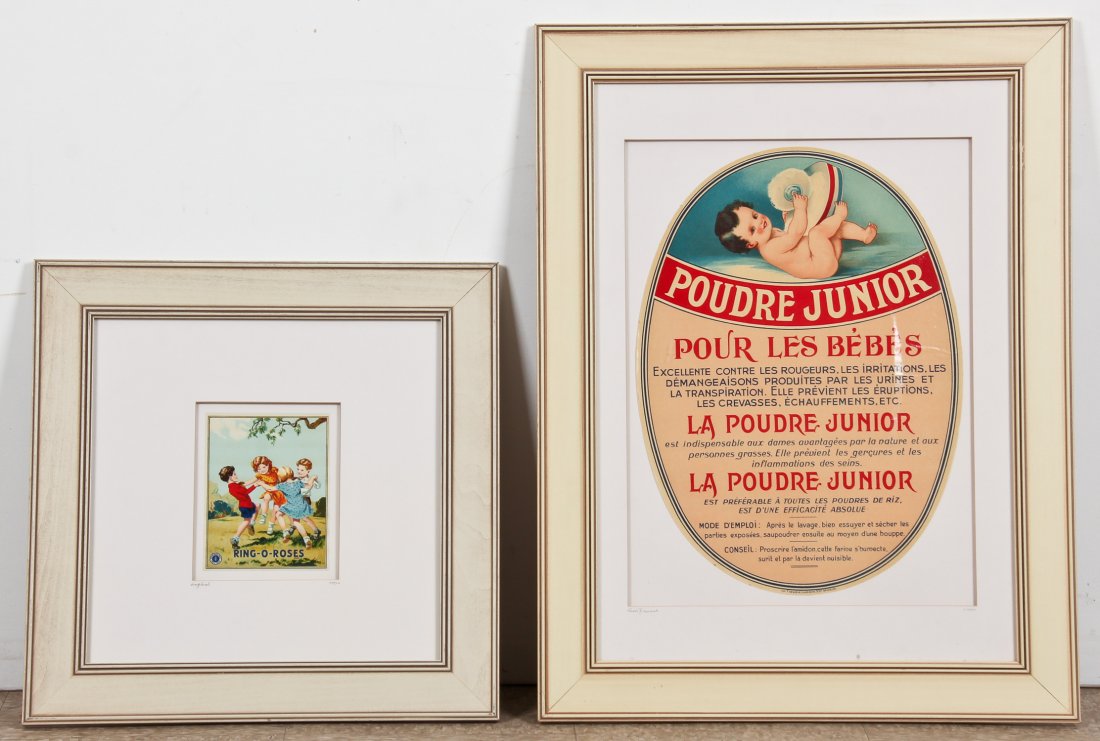 RING-O-ROSES
POUDRE JUNIOR
POUR LES BÉBÉS
EXCELLENTE CONTRE LES ROUGEURS, LES IRRITATIONS, LES
DÉMANGEAISONS PRODUITES PAR LES URINES ET
LA TRANSPIRATION. ELLE PRÉVIENT LES ÉRUPTIONS,
LES CREVASSES, ÉCHAUFFEMENTS, ETC.
LA POUDRE JUNIOR
est indispensable aux dames avantagées par la nature et aux
personnes grasses. Elle prévient les gerçures et les
inflammations des seins.
LA POUDRE JUNIOR
EST PRÉFÉRABLE À TOUTES LES POUDRES DE RIZ,
EST D'UNE EFFICACITÉ ABSOLUE
MODE D'EMPLOI: Après le lavage, bien essuyer et sécher les
parties exposées, saupoudrer ensuite au moyen d'une houppe.
CONSEIL: Proscrire l'amidon, cette farine s'humecte,
surit et par là devient nuisible.